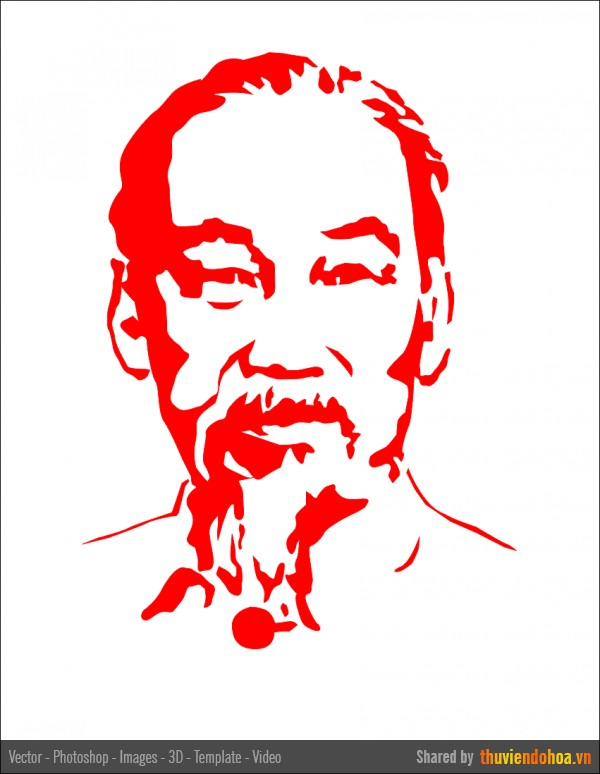 Vector - Photoshop - Images - 3D - Template - Video
Shared by thuviendohoa.vn